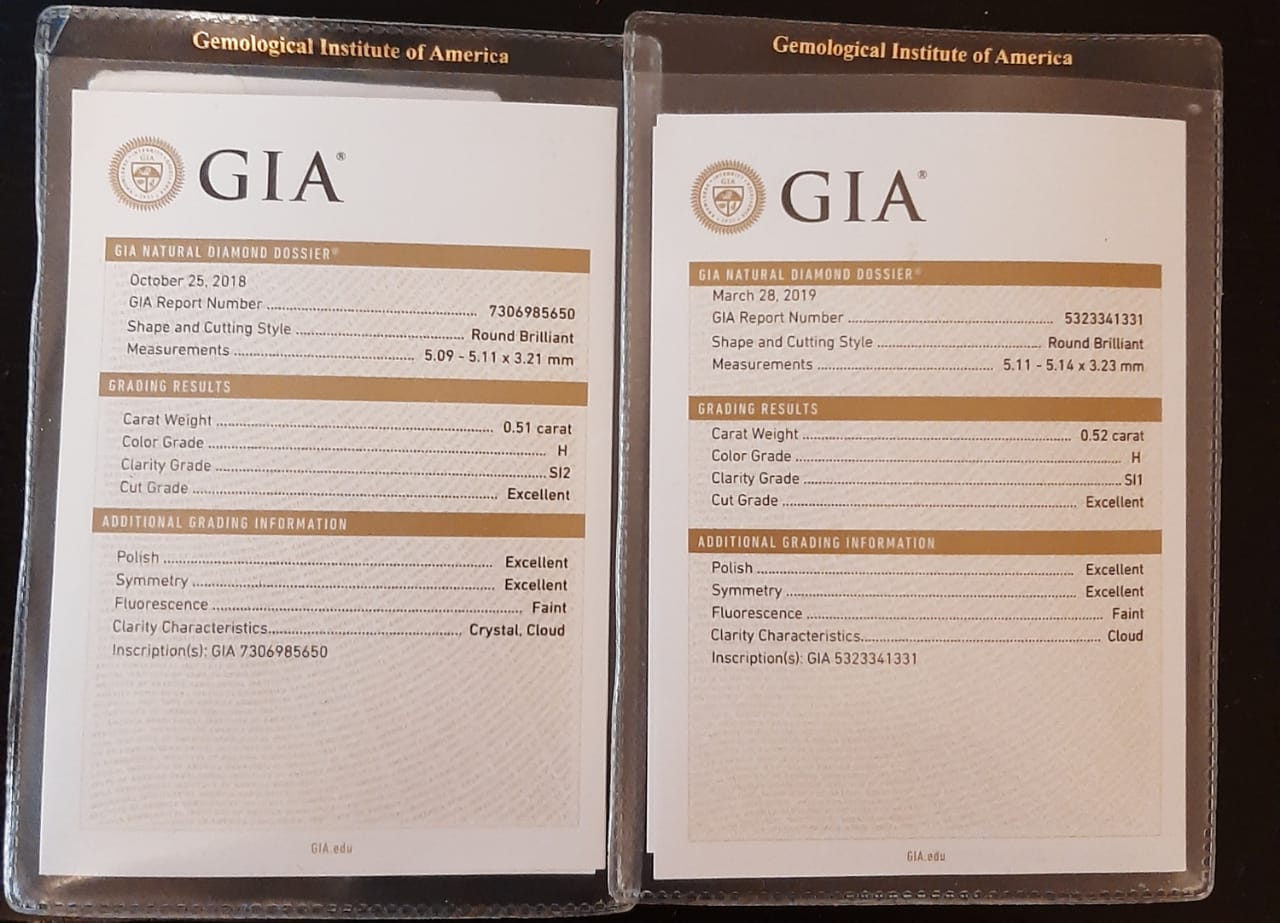 Gemological Institute of America
GIA®
GIA NATURAL DIAMOND DOSSIER®
October 25, 2018
GIA Report Number ........ 7306985650
Shape and Cutting Style ........ Round Brilliant
Measurements ........ 5.09 - 5.11 x 3.21 mm
GRADING RESULTS
Carat Weight ........ 0.51 carat
Color Grade ........ H
Clarity Grade ........ SI2
Cut Grade ........ Excellent
ADDITIONAL GRADING INFORMATION
Polish ........ Excellent
Symmetry ........ Excellent
Fluorescence ........ Faint
Clarity Characteristics........ Crystal, Cloud
Inscription(s): GIA 7306985650
GIA.edu
Gemological Institute of America
GIA®
GIA NATURAL DIAMOND DOSSIER®
March 28, 2019
GIA Report Number ........ 5323341331
Shape and Cutting Style ........ Round Brilliant
Measurements ........ 5.11 - 5.14 x 3.23 mm
GRADING RESULTS
Carat Weight ........ 0.52 carat
Color Grade ........ H
Clarity Grade ........ SI1
Cut Grade ........ Excellent
ADDITIONAL GRADING INFORMATION
Polish ........ Excellent
Symmetry ........ Excellent
Fluorescence ........ Faint
Clarity Characteristics........ Cloud
Inscription(s): GIA 5323341331
GIA.edu